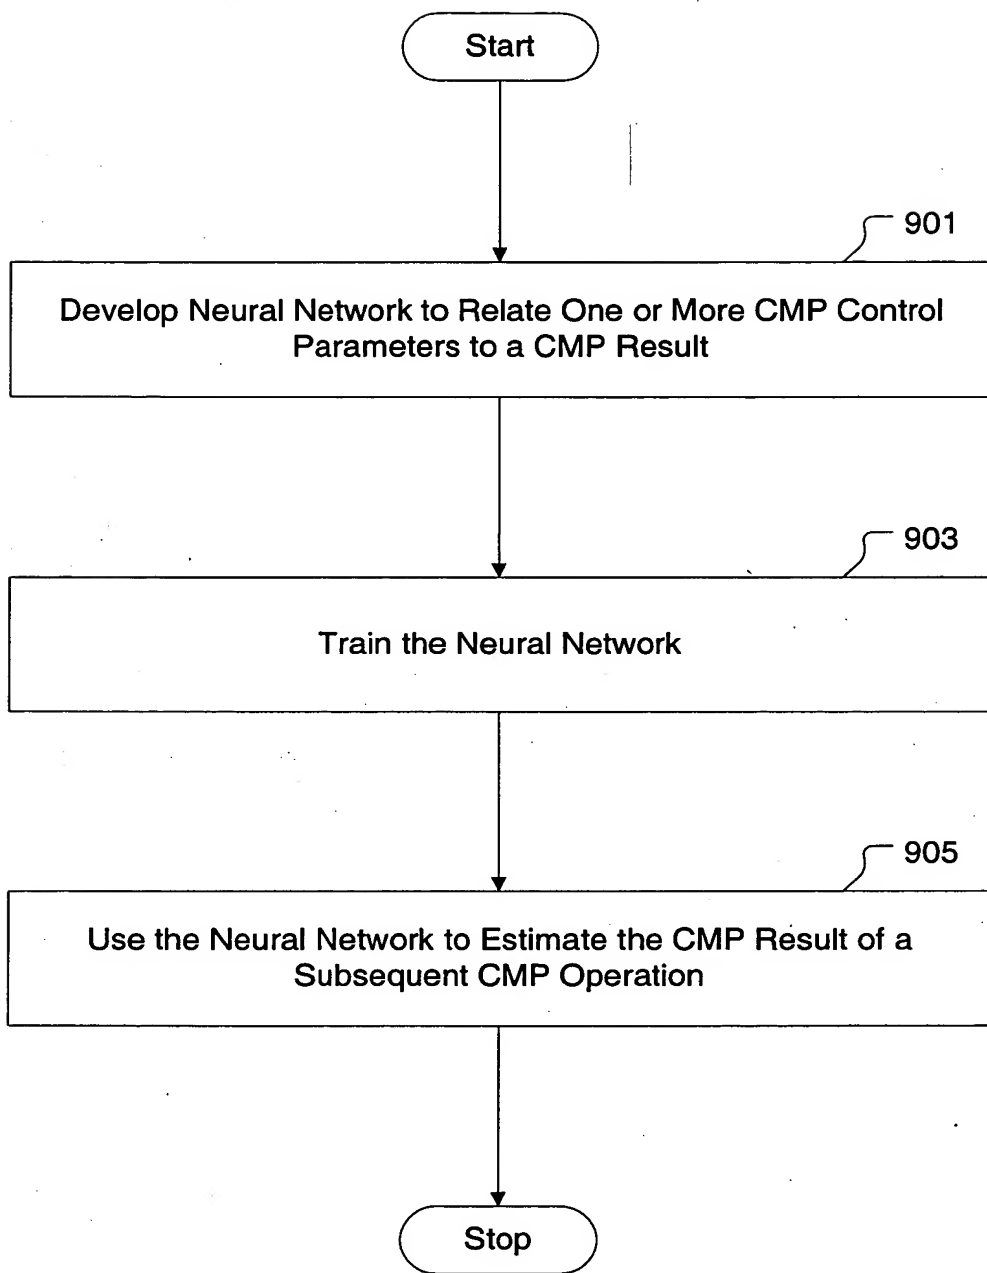 Start
901
Develop Neural Network to Relate One or More CMP Control
Parameters to a CMP Result
903
Train the Neural Network
905
Use the Neural Network to Estimate the CMP Result of a
Subsequent CMP Operation
Stop